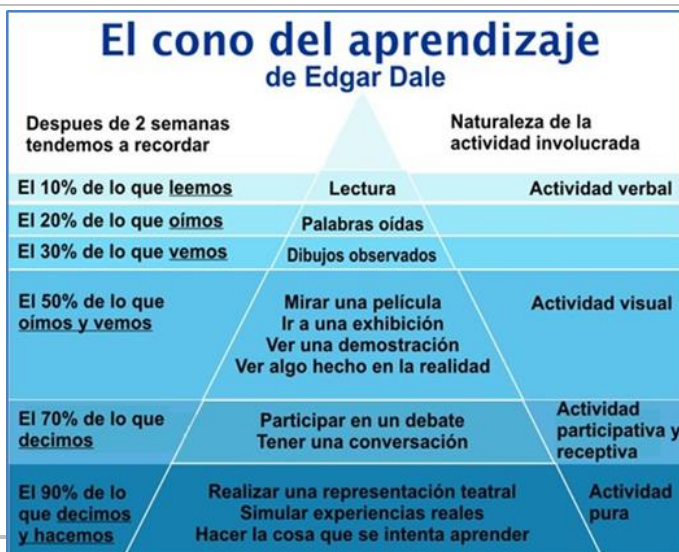 El cono del aprendizaje
de Edgar Dale
Despues de 2 semanas
tendemos a recordar
Naturaleza de la
actividad involucrada
El 10% de lo que leemos
Lectura
Actividad verbal
El 20% de lo que oímos
Palabras oídas
El 30% de lo que vemos
Dibujos observados
El 50% de lo que
oímos y vemos
Mirar una película
Ir a una exhibición
Ver una demostración
Ver algo hecho en la realidad
Actividad visual
El 70% de lo que
decimos
Participar en un debate
Tener una conversación
Actividad
participativa y
receptiva
El 90% de lo
que decimos
y hacemos
Realizar una representación teatral
Simular experiencias reales
Hacer la cosa que se intenta aprender
Actividad
pura